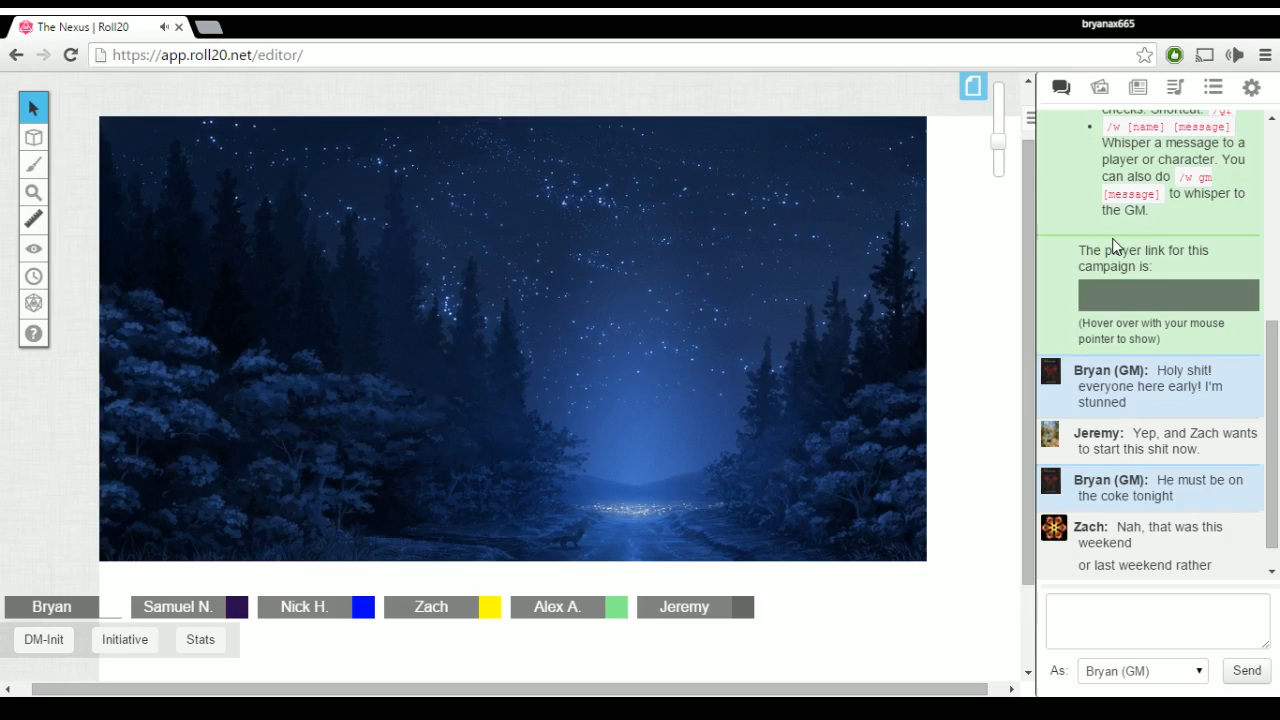 The Nexus | Roll20
bryanax665
https://app.roll20.net/editor/
/w [name] [message]
Whisper a message to a
player or character. You
can also do /w gm
[message] to whisper to
the GM.
The player link for this
campaign is:
(Hover over with your mouse
pointer to show)
Bryan (GM): Holy shit!
everyone here early! I'm
stunned
Jeremy: Yep, and Zach wants
to start this shit now.
Bryan (GM): He must be on
the coke tonight
Zach: Nah, that was this
weekend
or last weekend rather
Bryan
Samuel N.
Nick H.
Zach
Alex A.
Jeremy
DM-Init
Initiative
Stats
As:
Bryan (GM)
Send